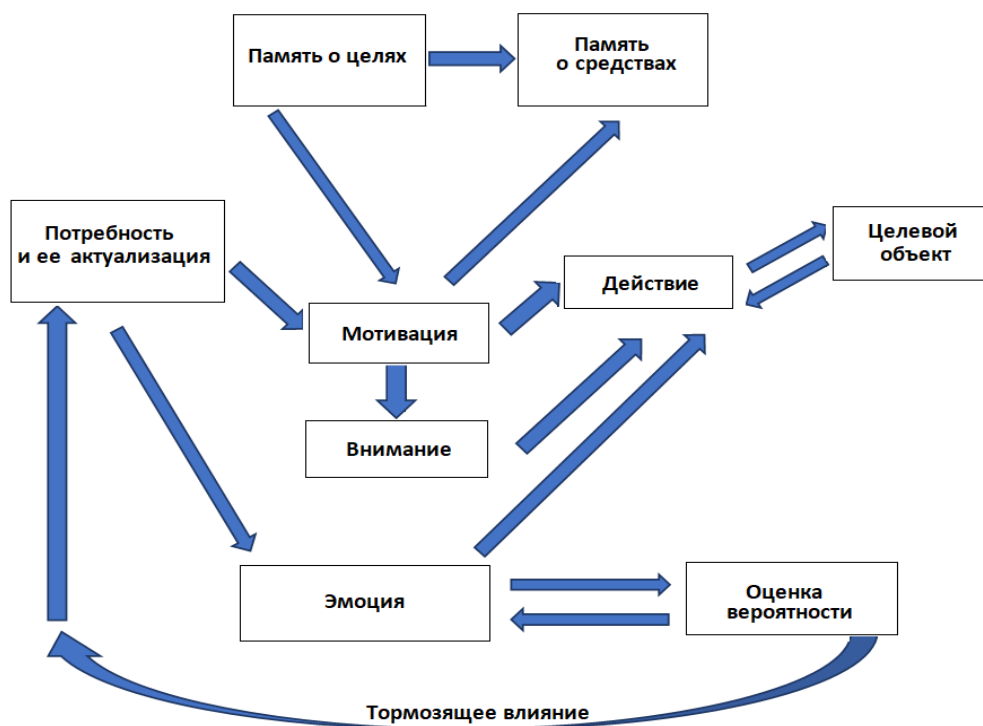 Память о целях
Память
о средствах
Потребность
и ее актуализация
Целевой
объект
Действие
Мотивация
Внимание
Эмоция
Оценка
вероятности
Тормозящее влияние